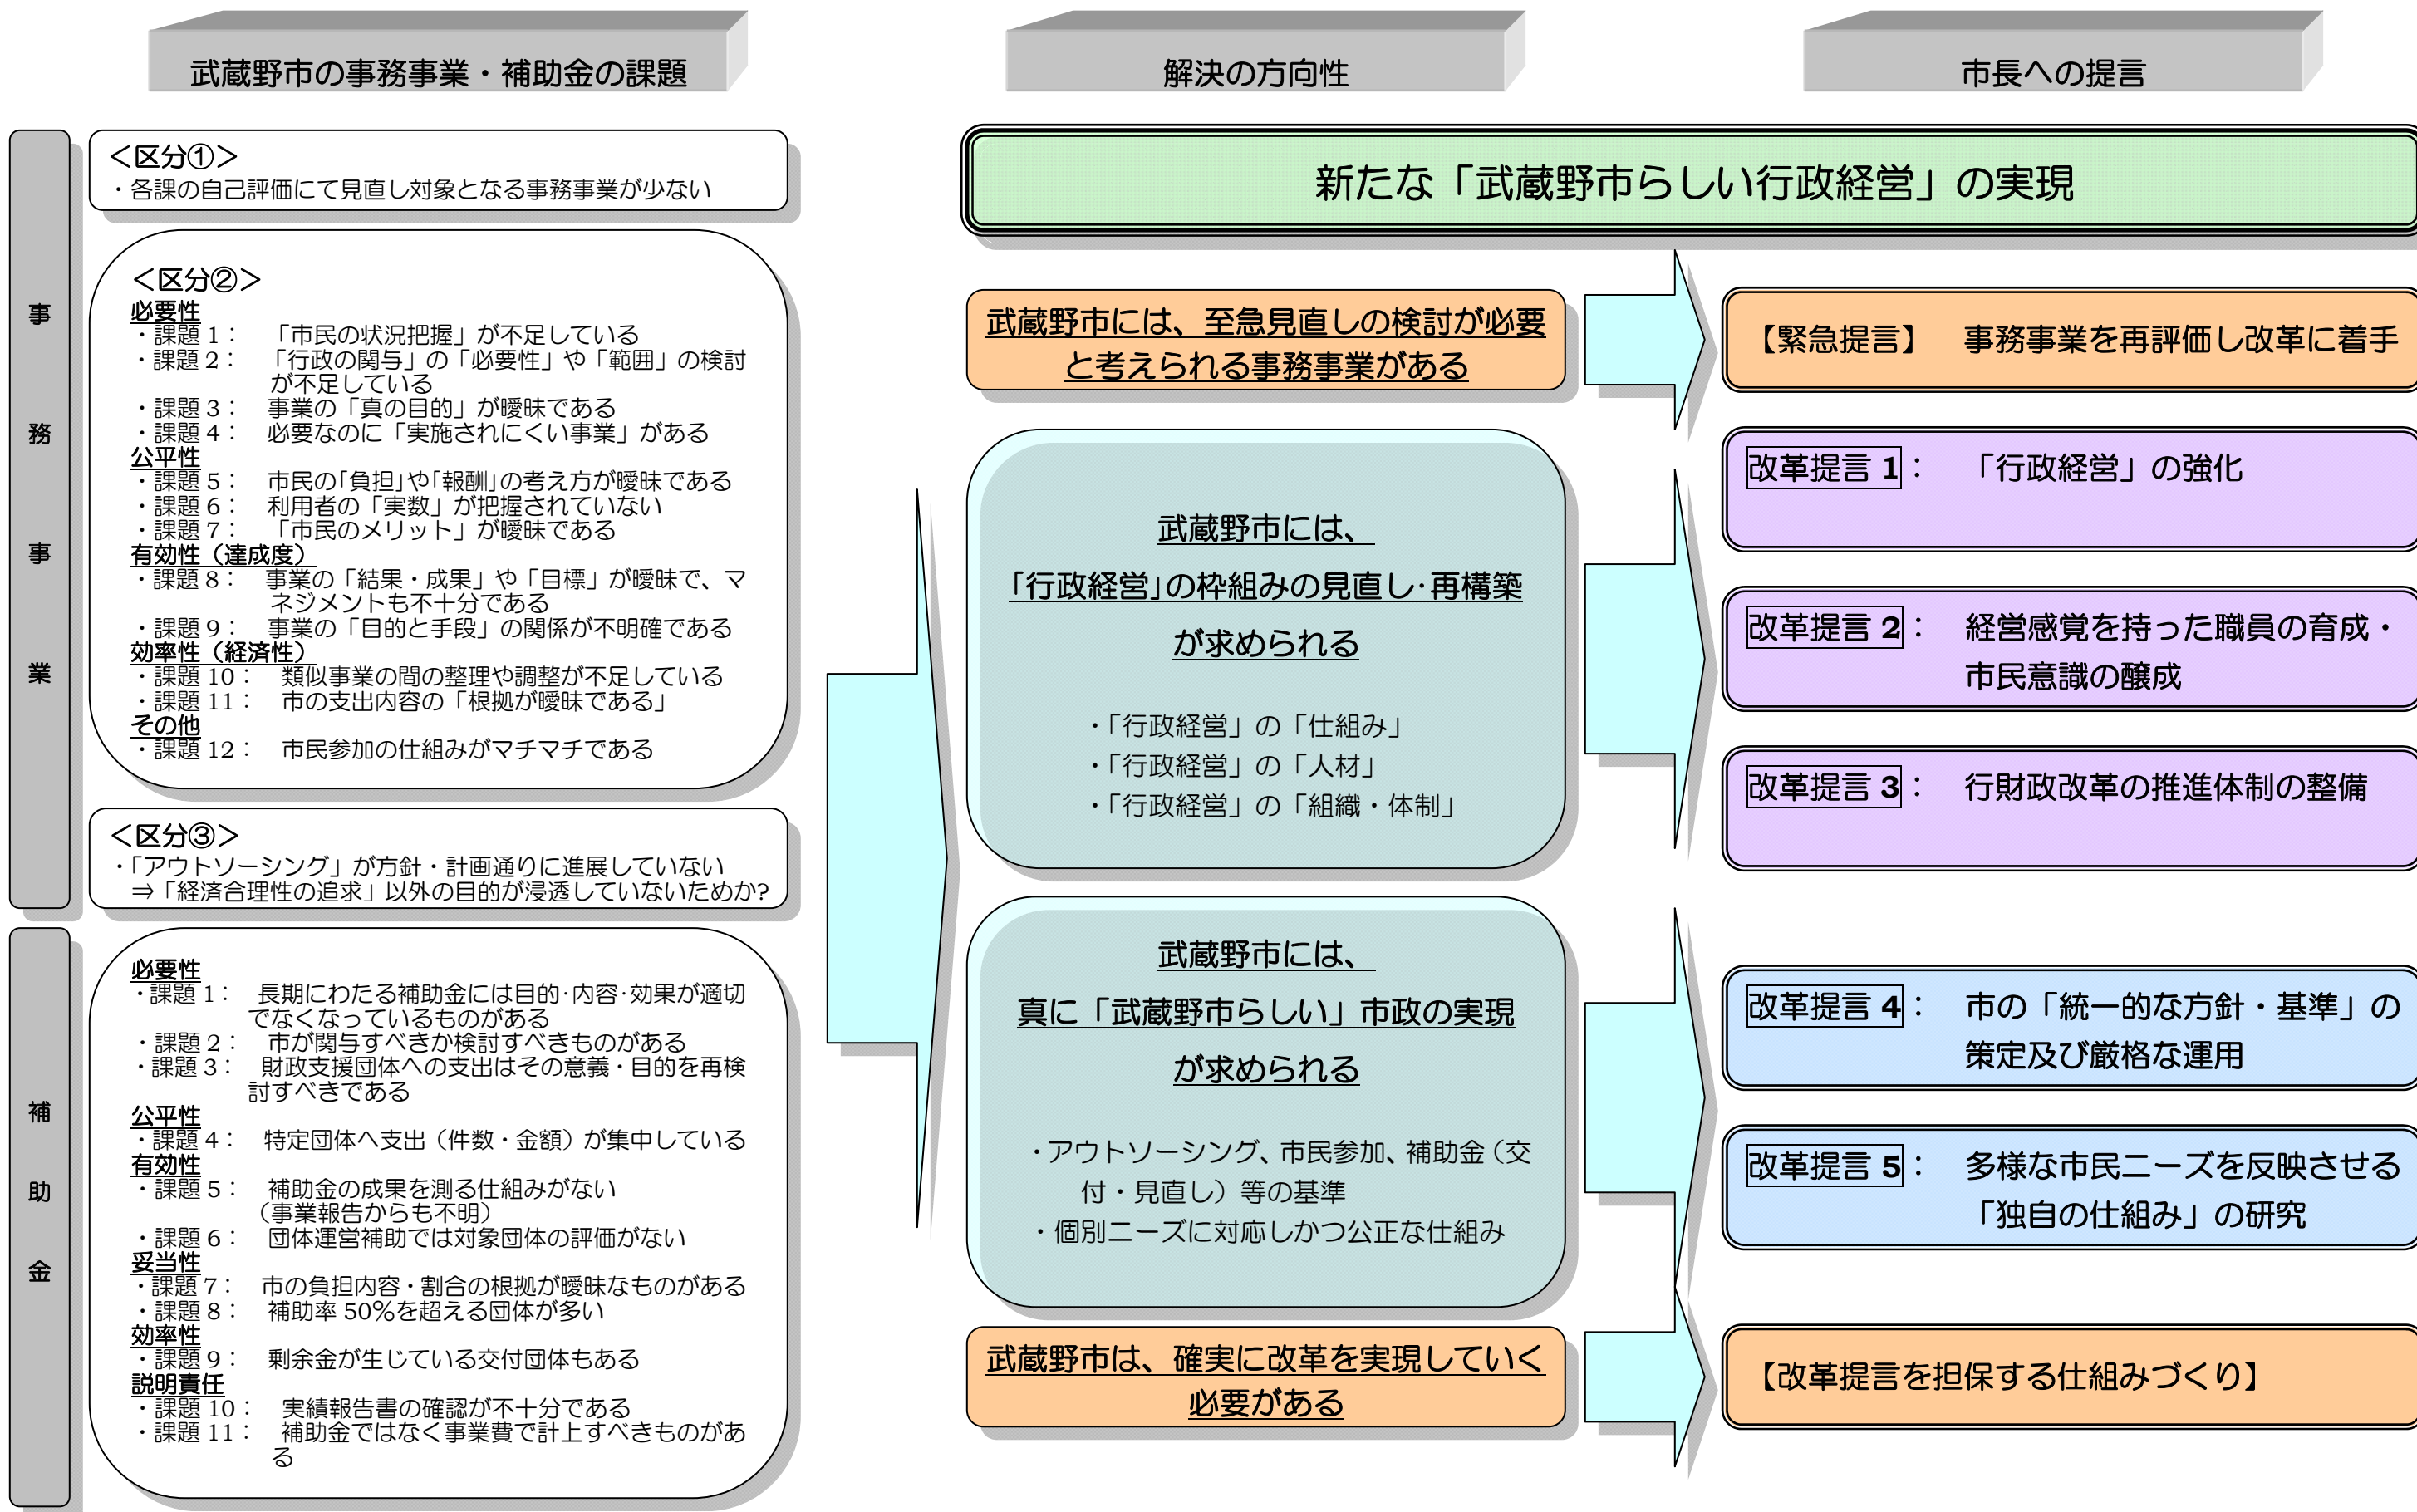 武蔵野市の事務事業・補助金の課題
解決の方向性
市長への提言
事務事業
＜区分①＞
・各課の自己評価にて見直し対象となる事務事業が少ない
＜区分②＞
必要性
・課題 1： 「市民の状況把握」が不足している
・課題 2： 「行政の関与」の「必要性」や「範囲」の検討
が不足している
・課題 3： 事業の「真の目的」が曖昧である
・課題 4： 必要なのに「実施されにくい事業」がある
公平性
・課題 5： 市民の｢負担｣や｢報酬｣の考え方が曖昧である
・課題 6： 利用者の「実数」が把握されていない
・課題 7： 「市民のメリット」が曖昧である
有効性（達成度）
・課題 8： 事業の「結果・成果」や「目標」が曖昧で、マ
ネジメントも不十分である
・課題 9： 事業の「目的と手段」の関係が不明確である
効率性（経済性）
・課題 10： 類似事業の間の整理や調整が不足している
・課題 11： 市の支出内容の「根拠が曖昧である」
その他
・課題 12： 市民参加の仕組みがマチマチである
＜区分③＞
・「アウトソーシング」が方針・計画通りに進展していない
⇒「経済合理性の追求」以外の目的が浸透していないためか?
補助金
必要性
・課題 1： 長期にわたる補助金には目的･内容･効果が適切
でなくなっているものがある
・課題 2： 市が関与すべきか検討すべきものがある
・課題 3： 財政支援団体への支出はその意義・目的を再検
討すべきである
公平性
・課題 4： 特定団体へ支出（件数・金額）が集中している
有効性
・課題 5： 補助金の成果を測る仕組みがない
（事業報告からも不明）
・課題 6： 団体運営補助では対象団体の評価がない
妥当性
・課題 7： 市の負担内容・割合の根拠が曖昧なものがある
・課題 8： 補助率 50%を超える団体が多い
効率性
・課題 9： 剰余金が生じている交付団体もある
説明責任
・課題 10： 実績報告書の確認が不十分である
・課題 11： 補助金ではなく事業費で計上すべきものがあ
る
新たな「武蔵野市らしい行政経営」の実現
武蔵野市には、至急見直しの検討が必要
と考えられる事務事業がある
武蔵野市には、
｢行政経営｣の枠組みの見直し･再構築
が求められる
・「行政経営」の「仕組み」
・「行政経営」の「人材」
・「行政経営」の「組織・体制」
武蔵野市には、
真に「武蔵野市らしい」市政の実現
が求められる
・アウトソーシング、市民参加、補助金（交
付・見直し）等の基準
・個別ニーズに対応しかつ公正な仕組み
武蔵野市は、確実に改革を実現していく
必要がある
【緊急提言】 事務事業を再評価し改革に着手
改革提言 1： 「行政経営」の強化
改革提言 2： 経営感覚を持った職員の育成・
市民意識の醸成
改革提言 3： 行財政改革の推進体制の整備
改革提言 4： 市の「統一的な方針・基準」の
策定及び厳格な運用
改革提言 5： 多様な市民ニーズを反映させる
「独自の仕組み」の研究
【改革提言を担保する仕組みづくり】